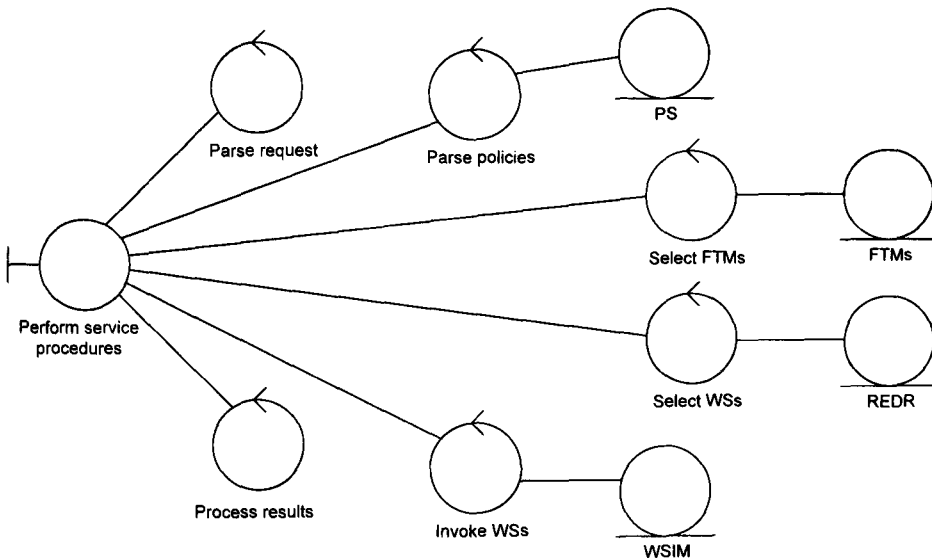 PS
Parse request
Parse policies
Select FTMs
FTMs
Perform service
procedures
Select WSs
REDR
Process results
Invoke WSs
WSIM